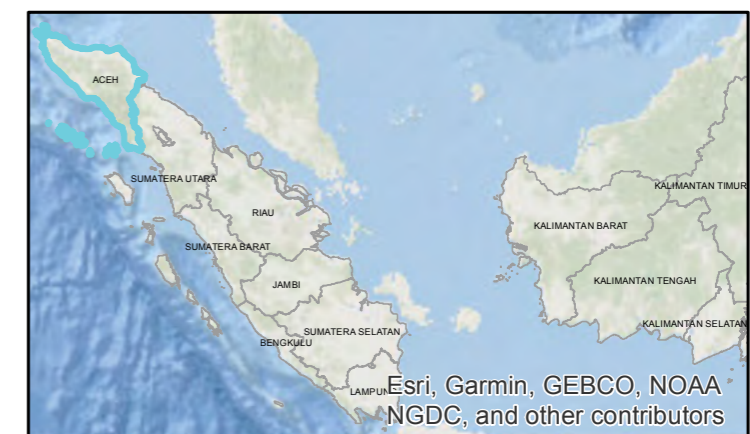 ACEH
SUMATERA UTARA
KALIMANTAN TIMUR
RIAU
KALIMANTAN BARAT
SUMATERA BARAT
JAMBI
KALIMANTAN TENGAH
SUMATERA SELATAN
KALIMANTAN SELATAN
BENGKULU
LAMPUN
Esri, Garmin, GEBCO, NOAA
NGDC, and other contributors